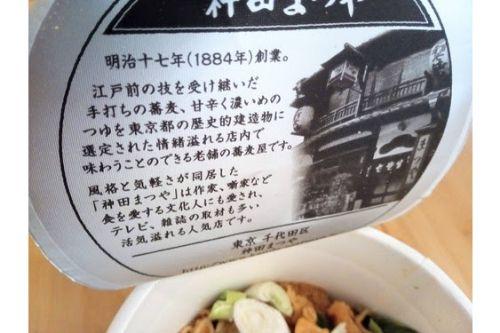 神田まつや
明治十七年(1884年)創業。
江戸前の技を受け継いだ
手打ちの蕎麦、甘辛く濃いめの
つゆを東京都の歴史的建造物に
選定された情緒溢れる店内で
味わうことのできる老舗の蕎麦屋です。
風格と気軽さが同居した
「神田まつや」は作家、噺家など
食を愛する文化人にも愛され、
テレビ、雑誌の取材も多い、
活気溢れる人気店です。
東京 千代田区
神田まつや